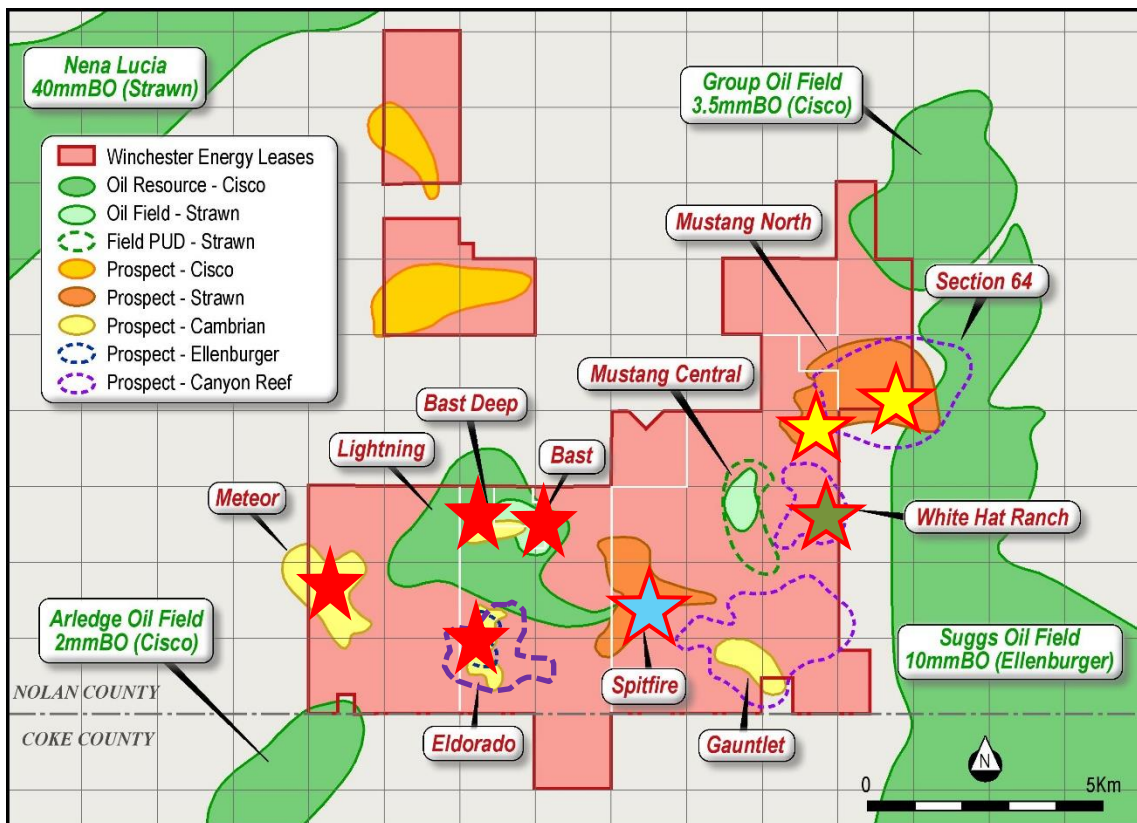 Nena Lucia
40mmBO (Strawn)
Group Oil Field
3.5mmBO (Cisco)
Winchester Energy Leases
Oil Resource - Cisco
Oil Field - Strawn
Field PUD - Strawn
Prospect - Cisco
Prospect - Strawn
Prospect - Cambrian
Prospect - Ellenburger
Prospect - Canyon Reef
Mustang North
Section 64
Mustang Central
Bast Deep
Lightning
Bast
Meteor
White Hat Ranch
Arledge Oil Field
2mmBO (Cisco)
Suggs Oil Field
10mmBO (Ellenburger)
Spitfire
NOLAN COUNTY
COKE COUNTY
Eldorado
Gauntlet
N
0
5Km